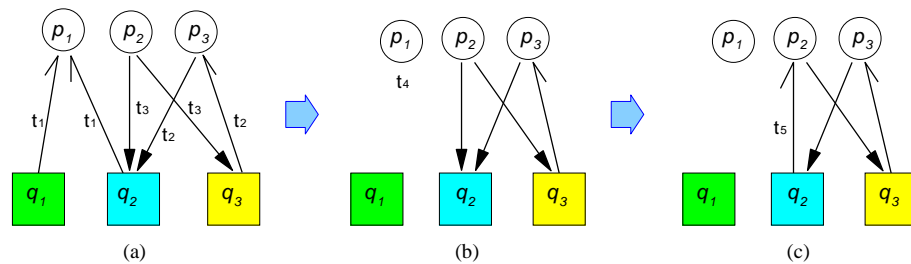 p1 p2 p3 p1 p2 p3 p1 p2 p3
t4
t1 t1 t3 t3 t2 t2 t5
q1 q2 q3 q1 q2 q3 q1 q2 q3
(a) (b) (c)